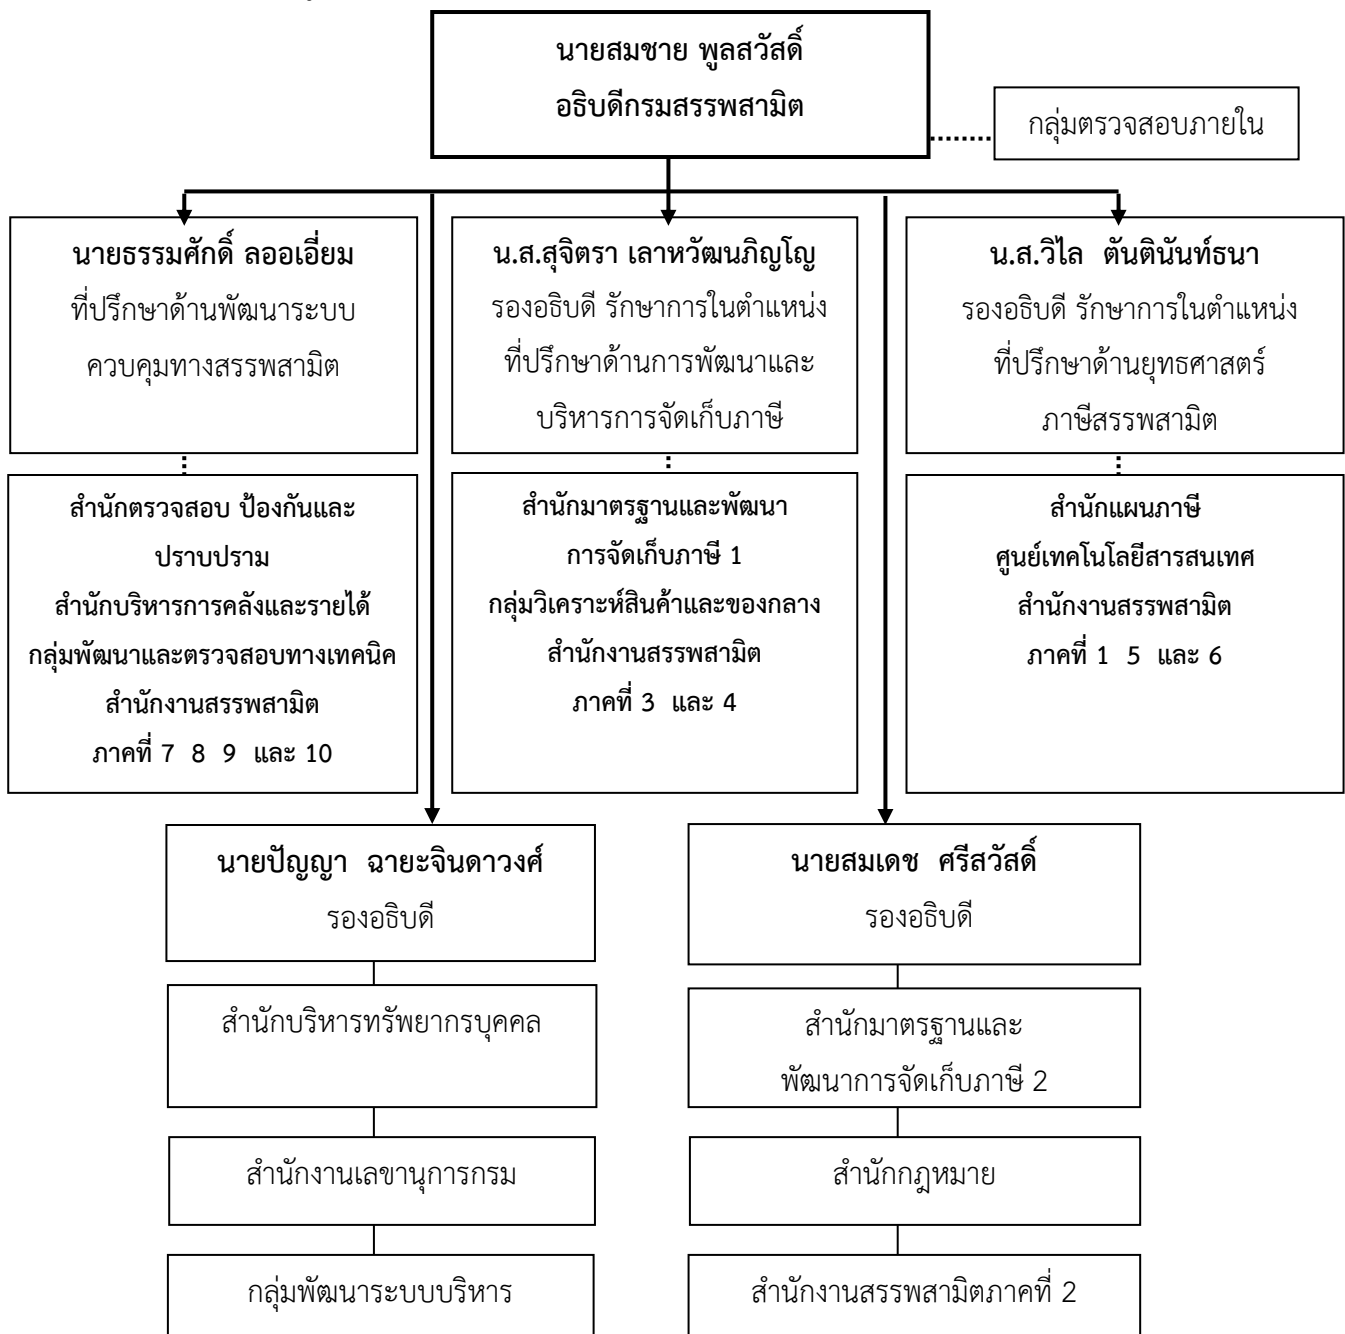 นายสมชาย พูลสวัสดิ์
อธิบดีกรมสรรพสามิต
กลุ่มตรวจสอบภายใน
นายธรรมศักดิ์ ลออเอี่ยม
ที่ปรึกษาด้านพัฒนาระบบ
ควบคุมทางสรรพสามิต
น.ส.สุจิตรา เลาหวัฒนภิญโญ
รองอธิบดี รักษาการในตำแหน่ง
ที่ปรึกษาด้านการพัฒนาและ
บริหารการจัดเก็บภาษี
น.ส.วิไล ตันตินันท์ธนา
รองอธิบดี รักษาการในตำแหน่ง
ที่ปรึกษาด้านยุทธศาสตร์
ภาษีสรรพสามิต
สำนักตรวจสอบ ป้องกันและ
ปราบปราม
สำนักบริหารการคลังและรายได้
กลุ่มพัฒนาและตรวจสอบทางเทคนิค
สำนักงานสรรพสามิต
ภาคที่ 7 8 9 และ 10
สำนักมาตรฐานและพัฒนา
การจัดเก็บภาษี 1
กลุ่มวิเคราะห์สินค้าและของกลาง
สำนักงานสรรพสามิต
ภาคที่ 3 และ 4
สำนักแผนภาษี
ศูนย์เทคโนโลยีสารสนเทศ
สำนักงานสรรพสามิต
ภาคที่ 1 5 และ 6
นายปัญญา ฉายะจินดาวงศ์
รองอธิบดี
นายสมเดช ศรีสวัสดิ์
รองอธิบดี
สำนักบริหารทรัพยากรบุคคล
สำนักมาตรฐานและ
พัฒนาการจัดเก็บภาษี 2
สำนักงานเลขานุการกรม
สำนักกฎหมาย
กลุ่มพัฒนาระบบบริหาร
สำนักงานสรรพสามิตภาคที่ 2